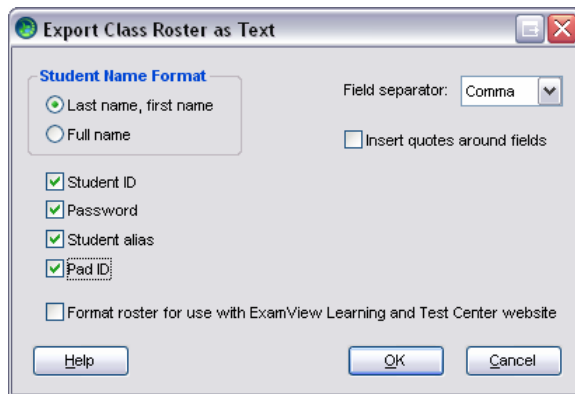 Export Class Roster as Text
Student Name Format
Last name, first name
Full name
Field separator: Comma
Insert quotes around fields
Student ID
Password
Student alias
Pad ID
Format roster for use with ExamView Learning and Test Center website
Help OK Cancel